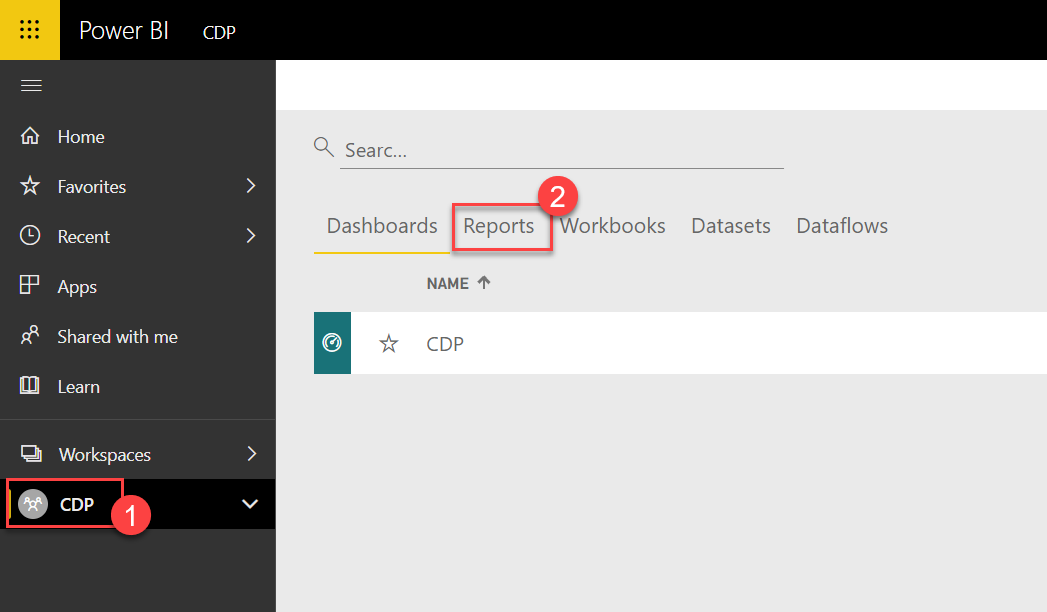 Power BI CDP
Home
Favorites
Recent
Apps
Shared with me
Learn
Workspaces
CDP
1
Searc...
2
Dashboards Reports Workbooks Datasets Dataflows
NAME
CDP